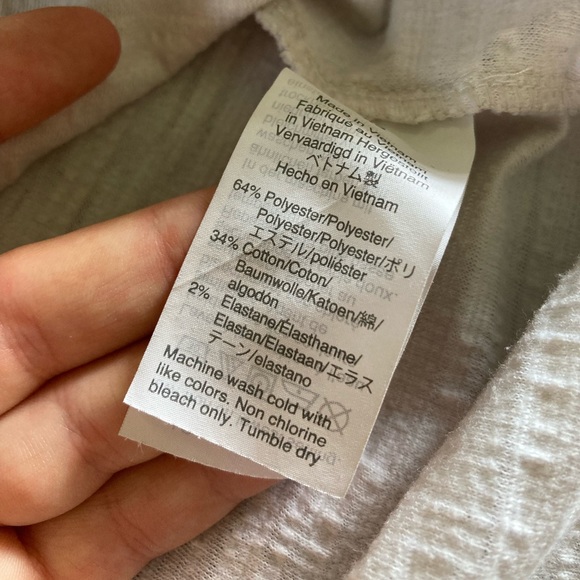 Made in Vietnam
Fabriqué au Vietnam
in Vietnam Hergestellt
Vervaardigd in Viëtnam
ベトナム製
Hecho en Vietnam
64% Polyester/Polyester/
Polyester/Polyester/ポリ
エステル/poliéster
34% Cotton/Coton/
Baumwolle/Katoen/綿/
algodón
2% Elastane/Élasthanne/
Elastan/Elastaan/エラス
テーン/elastano
Machine wash cold with
like colors. Non chlorine
bleach only. Tumble dry